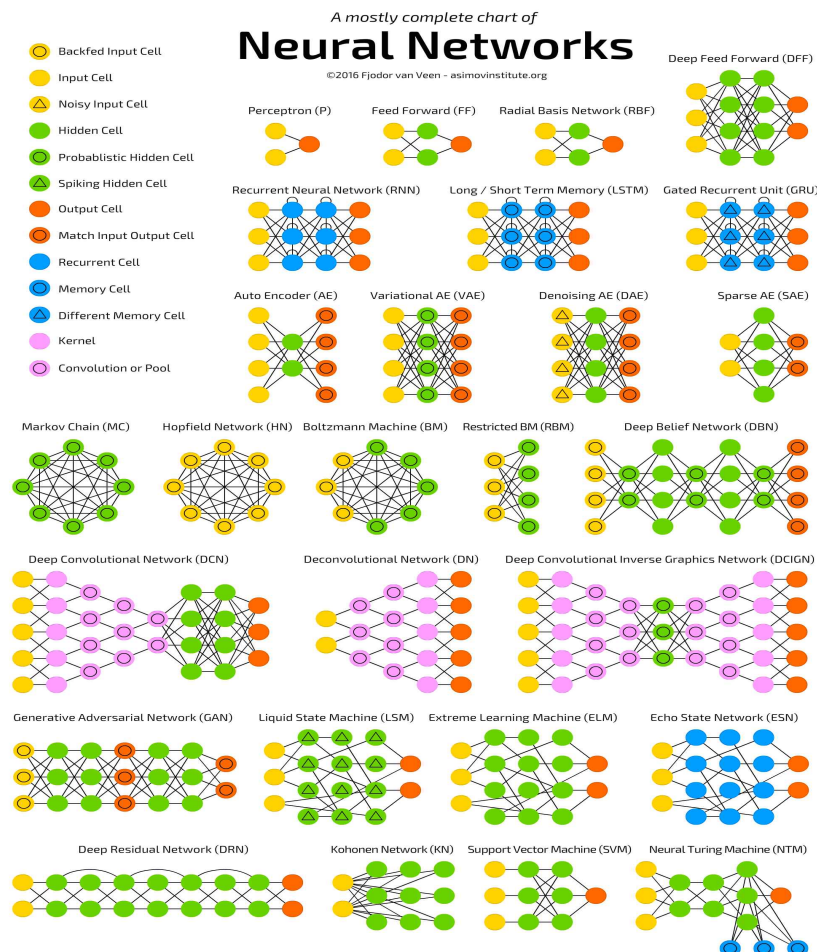 A mostly complete chart of
Neural Networks
©2016 Fjodor van Veen - asimovinstitute.org
Backfed Input Cell
Input Cell
Noisy Input Cell
Hidden Cell
Probablistic Hidden Cell
Spiking Hidden Cell
Output Cell
Match Input Output Cell
Recurrent Cell
Memory Cell
Different Memory Cell
Kernel
Convolution or Pool
Deep Feed Forward (DFF)
Perceptron (P)
Feed Forward (FF)
Radial Basis Network (RBF)
Recurrent Neural Network (RNN)
Long / Short Term Memory (LSTM)
Gated Recurrent Unit (GRU)
Auto Encoder (AE)
Variational AE (VAE)
Denoising AE (DAE)
Sparse AE (SAE)
Markov Chain (MC)
Hopfield Network (HN)
Boltzmann Machine (BM)
Restricted BM (RBM)
Deep Belief Network (DBN)
Deep Convolutional Network (DCN)
Deconvolutional Network (DN)
Deep Convolutional Inverse Graphics Network (DCIGN)
Generative Adversarial Network (GAN)
Liquid State Machine (LSM)
Extreme Learning Machine (ELM)
Echo State Network (ESN)
Deep Residual Network (DRN)
Kohonen Network (KN)
Support Vector Machine (SVM)
Neural Turing Machine (NTM)